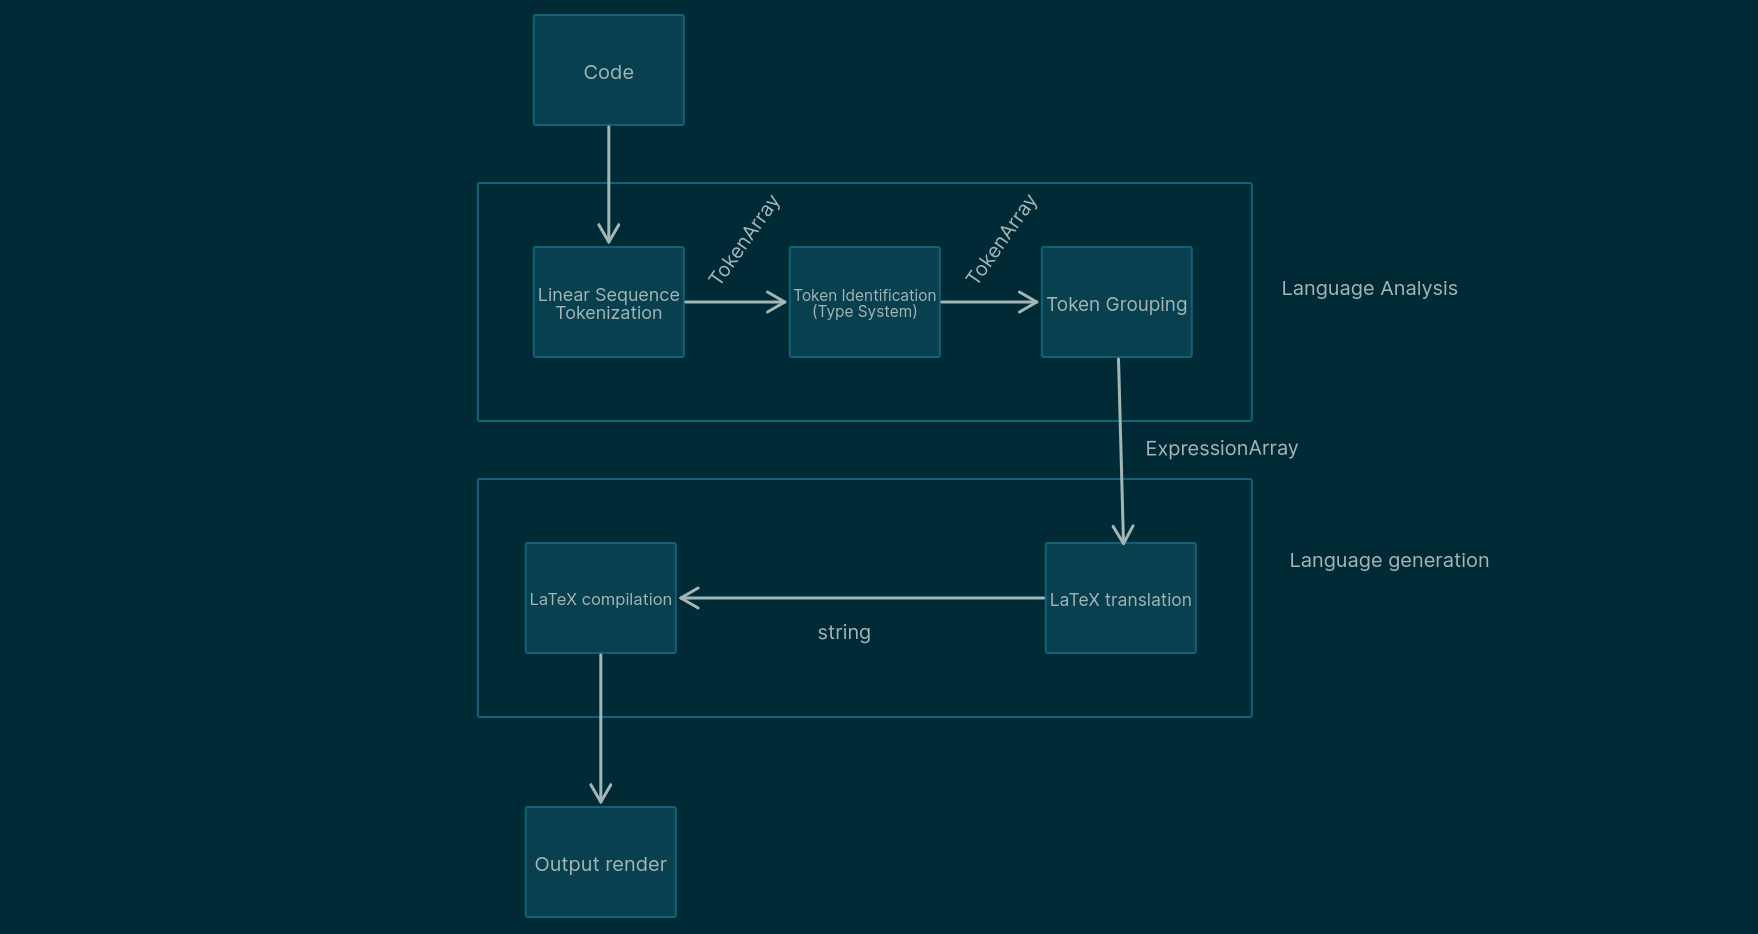 Code
TokenArray
TokenArray
Linear Sequence
Tokenization
Token Identification
(Type System)
Token Grouping
Language Analysis
ExpressionArray
Language generation
LaTeX compilation
LaTeX translation
string
Output render